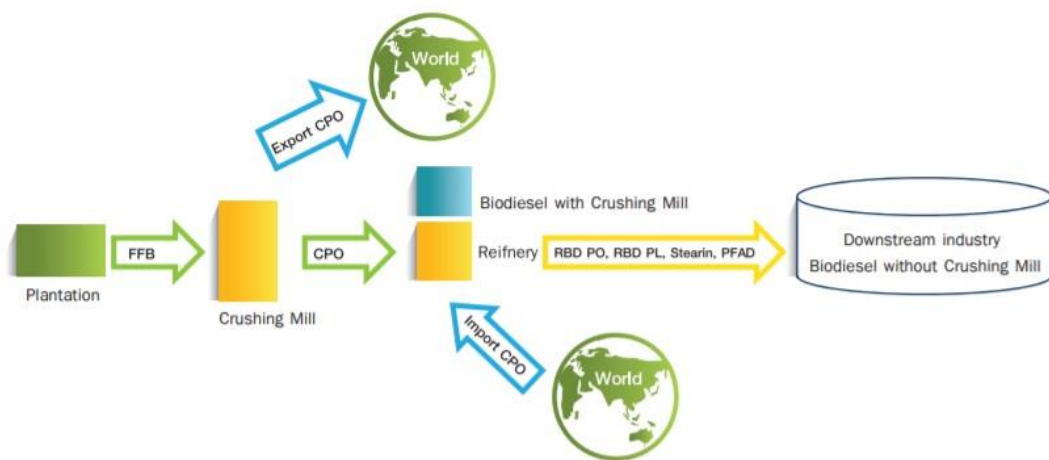 World
Export CPO
Biodiesel with Crushing Mill
FFB
CPO
Reifnery
RBD PO, RBD PL, Stearin, PFAD
Downstream industry
Biodiesel without Crushing Mill
Plantation
Crushing Mill
Import CPO
World